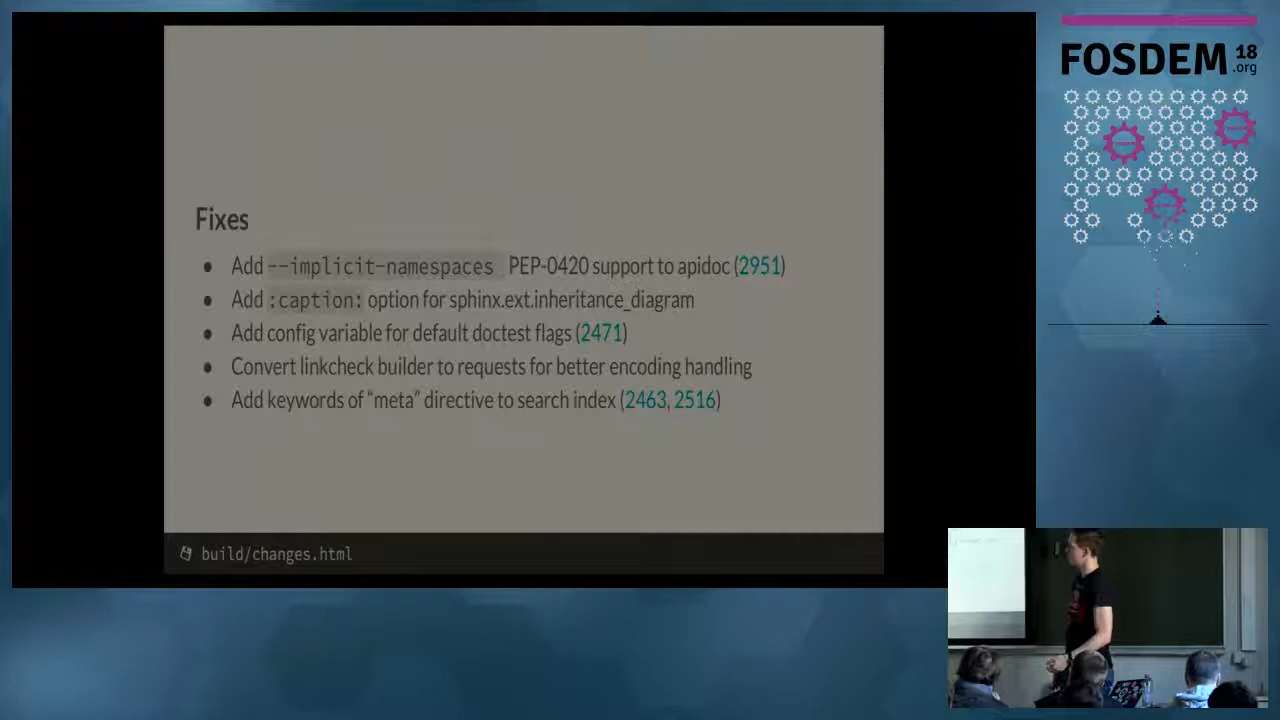 Fixes
Add --implicit-namespaces PEP-0420 support to apidoc (2951)
Add :caption: option for sphinx.ext.inheritance_diagram
Add config variable for default doctest flags (2471)
Convert linkcheck builder to requests for better encoding handling
Add keywords of “meta” directive to search index (2463, 2516)
build/changes.html
FOSDEM 18
.org